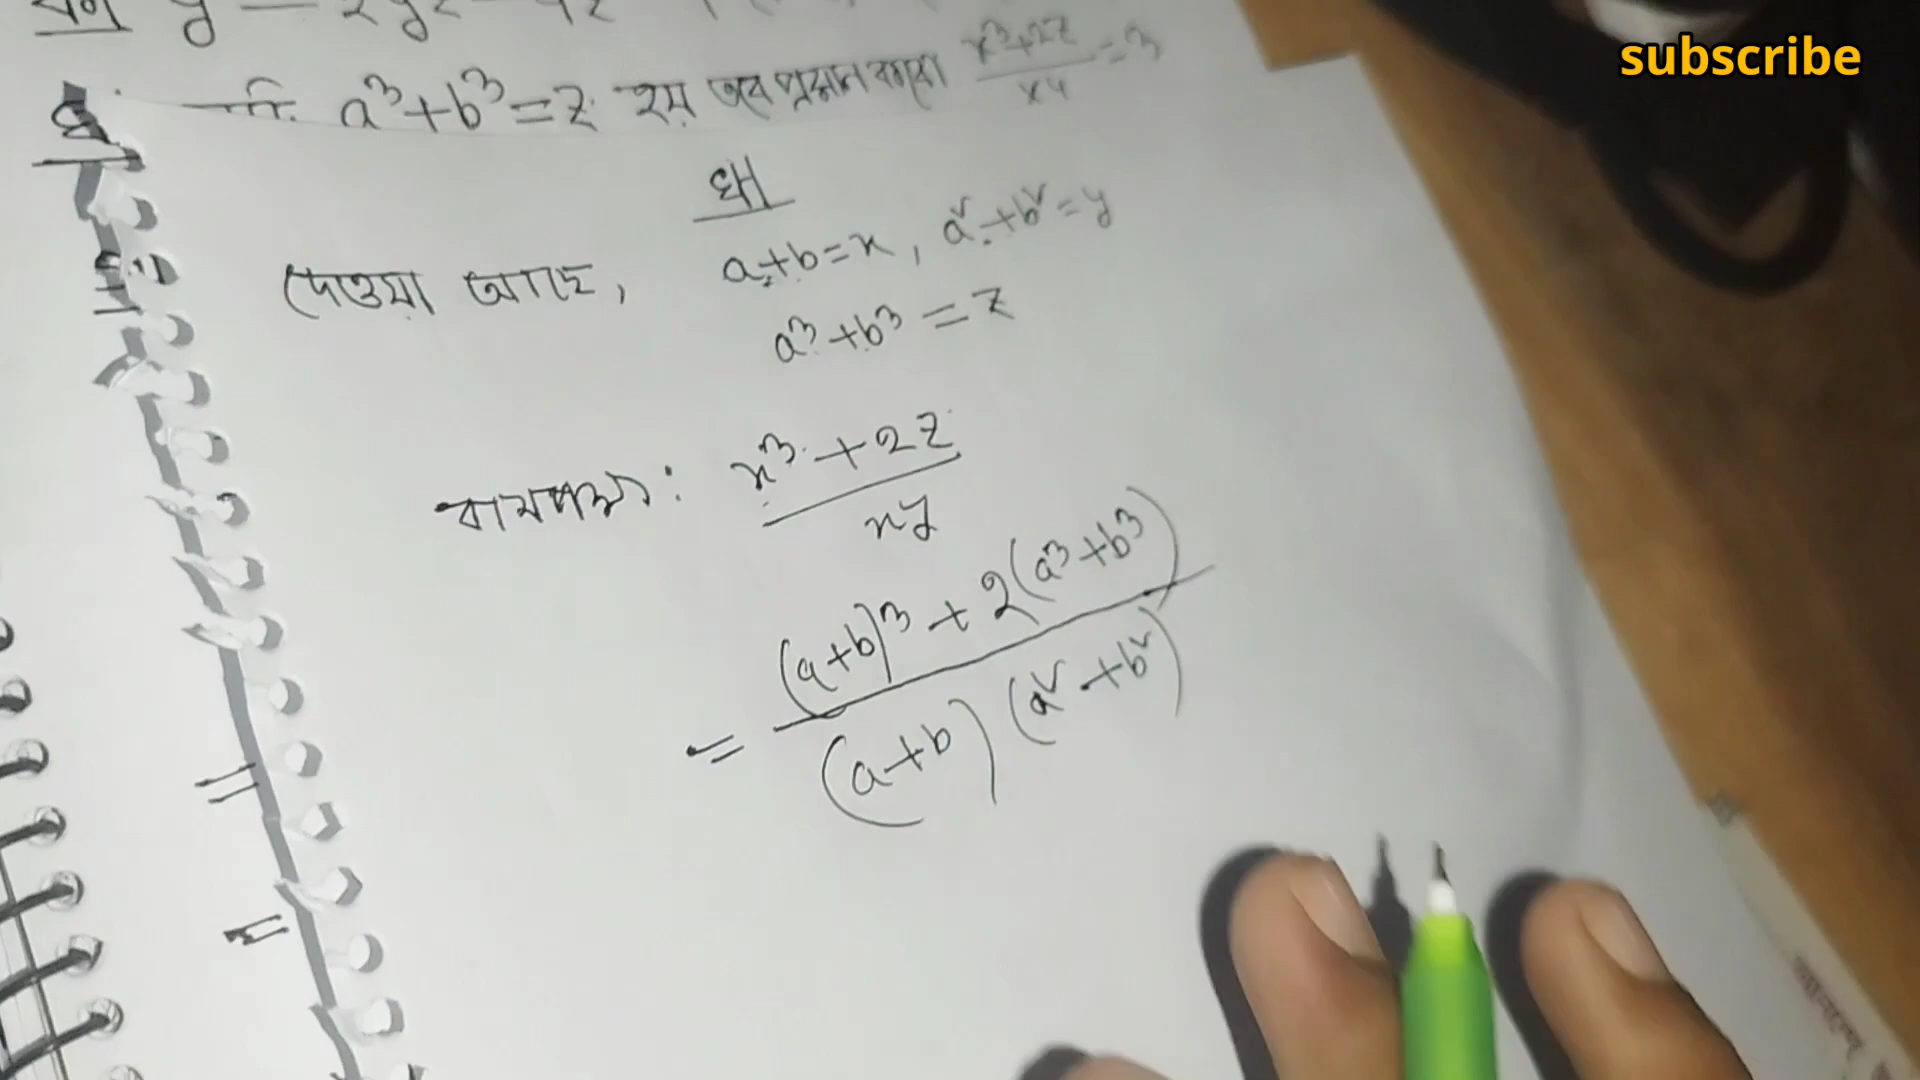 subscribe
a³+b³=z হয় তবে প্রমাণ করো x³+2z/xy=3
ঘ
দেওয়া আছে, a+b=x, a²+b²=y
a³+b³=z
বামপক্ষ: x³+2z/xy
= (a+b)³+2(a³+b³)/(a+b)(a²+b²)
=
=